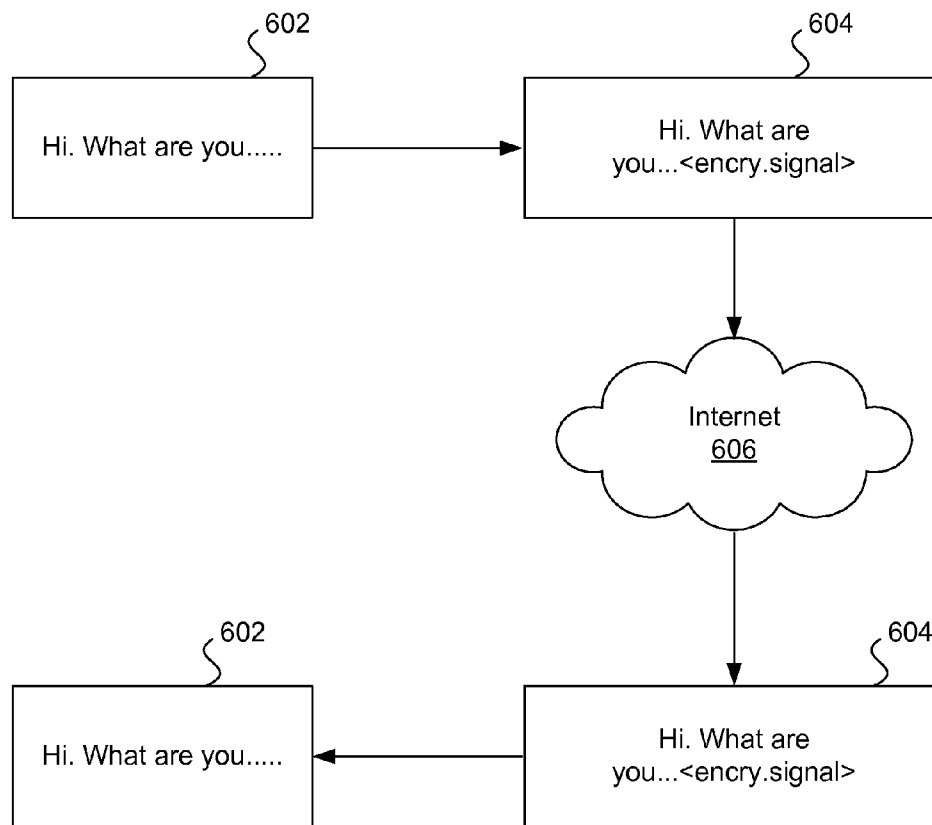 602
604
Hi. What are you.....
Hi. What are
you...<encry.signal>
Internet
606
602
604
Hi. What are you.....
Hi. What are
you...<encry.signal>